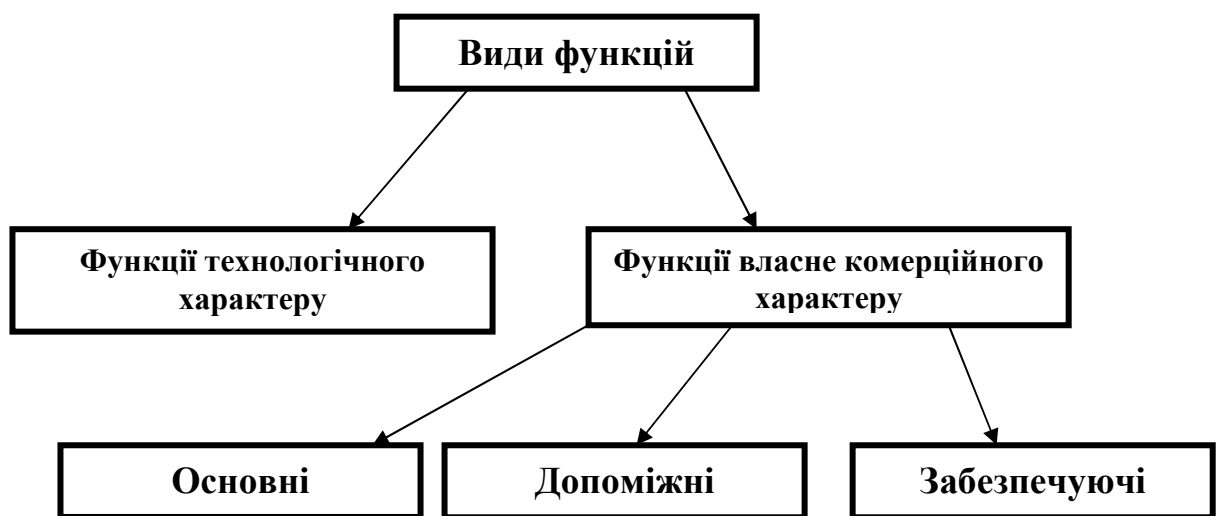 Види функцій
Функції технологічного
характеру
Функції власне комерційного
характеру
Основні
Допоміжні
Забезпечуючі